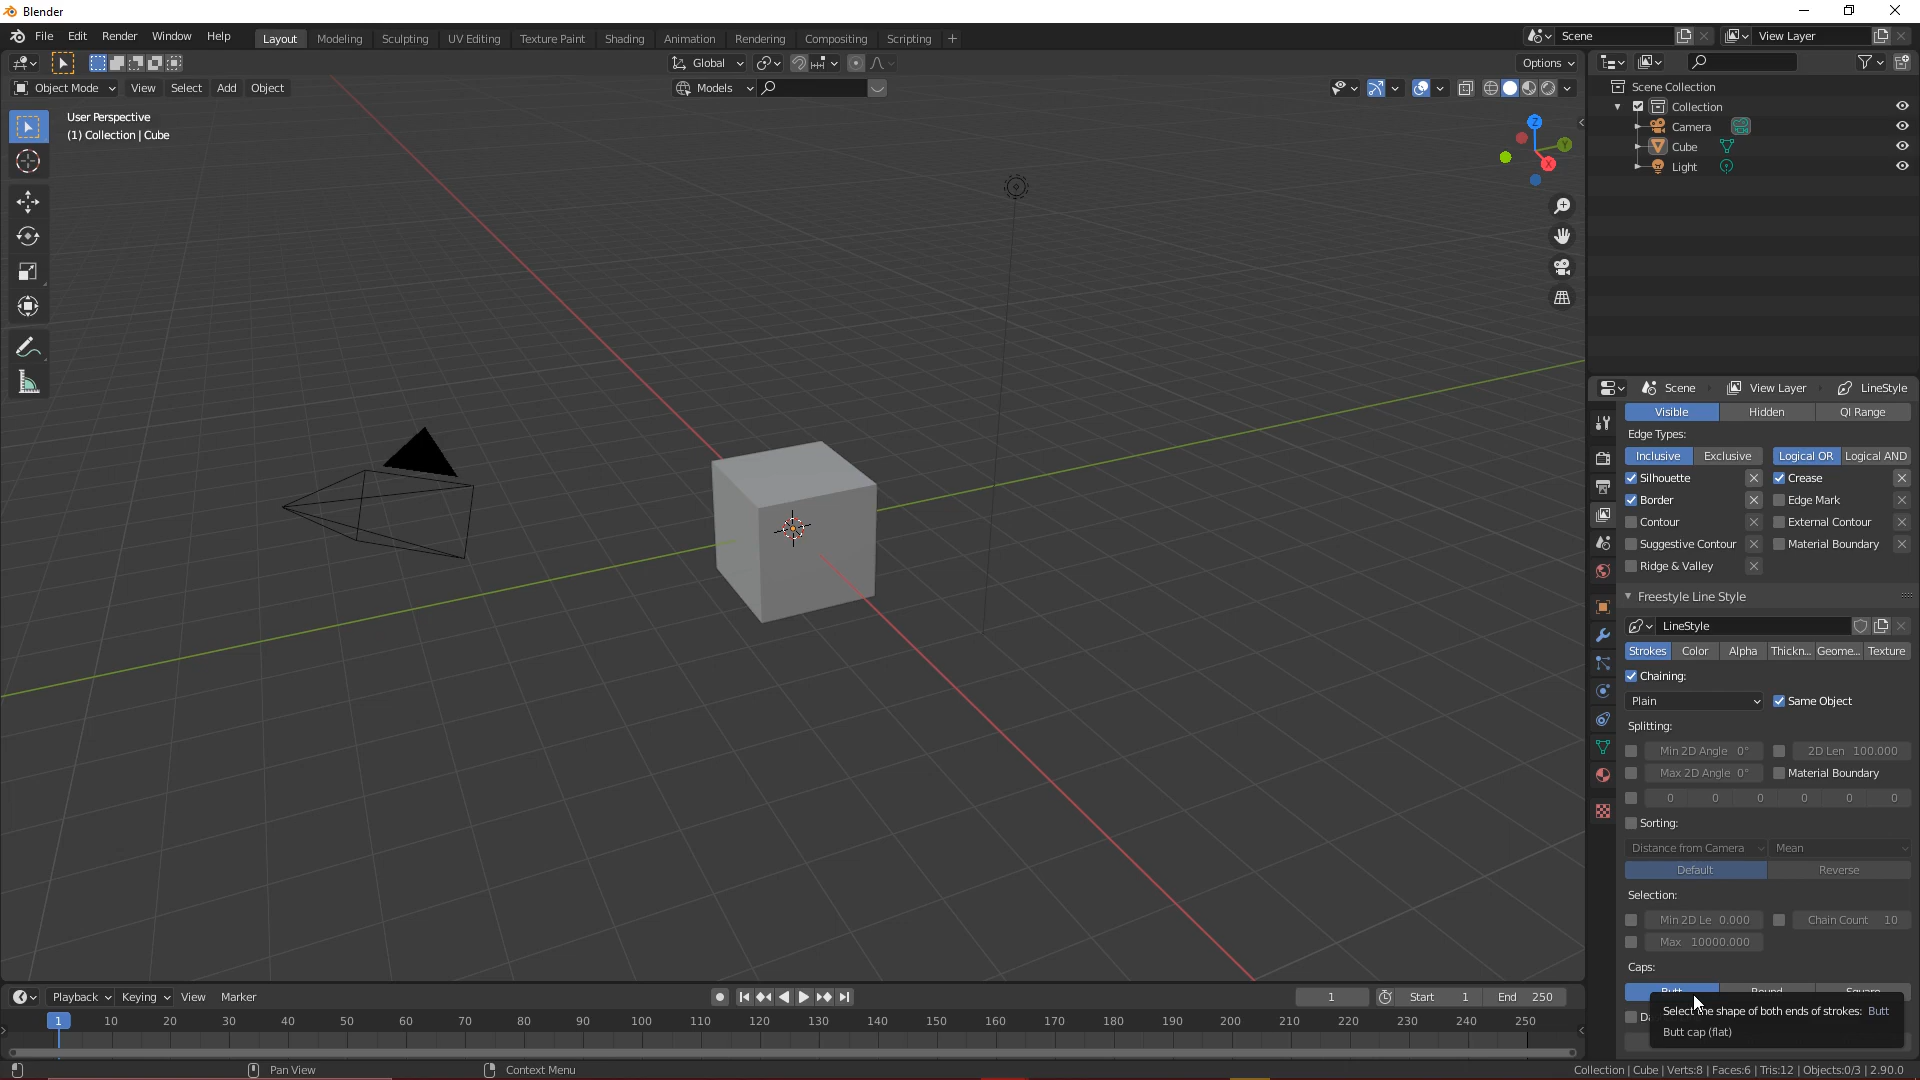 Blender
File Edit Render Window Help Layout Modeling Sculpting UV Editing Texture Paint Shading Animation Rendering Compositing Scripting + Scene View Layer
Global Options
Object Mode View Select Add Object Models
User Perspective
(1) Collection | Cube
Z
Y
X
Scene Collection
Collection
Camera
Cube
Light
Scene View Layer LineStyle
Visible Hidden QI Range
Edge Types:
Inclusive Exclusive Logical OR Logical AND
Silhouette Crease
Border Edge Mark
Contour External Contour
Suggestive Contour Material Boundary
Ridge & Valley
Freestyle Line Style
LineStyle
Strokes Color Alpha Thickn... Geome... Texture
Chaining:
Plain Same Object
Splitting:
Min 2D Angle 0° 2D Len 100.000
Max 2D Angle 0° Material Boundary
0 0 0 0 0 0
Sorting:
Distance from Camera Mean
Default Reverse
Selection:
Min 2D Le 0.000 Chain Count 10
Max 10000.000
Caps:
Butt Round Square
Select the shape of both ends of strokes: Butt
Butt cap (flat)
Playback Keying View Marker 1 Start 1 End 250
1 10 20 30 40 50 60 70 80 90 100 110 120 130 140 150 160 170 180 190 200 210 220 230 240 250
Pan View Context Menu Collection | Cube | Verts:8 | Faces:6 | Tris:12 | Objects:0/3 | 2.90.0